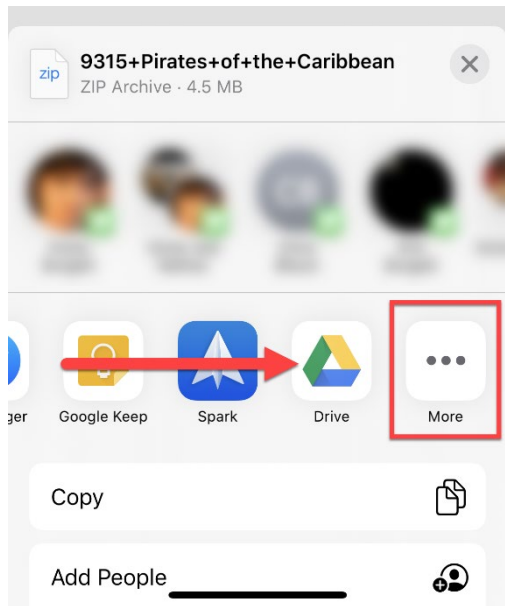 zip
9315+Pirates+of+the+Caribbean
ZIP Archive · 4.5 MB
ger
Google Keep
Spark
Drive
More
Copy
Add People